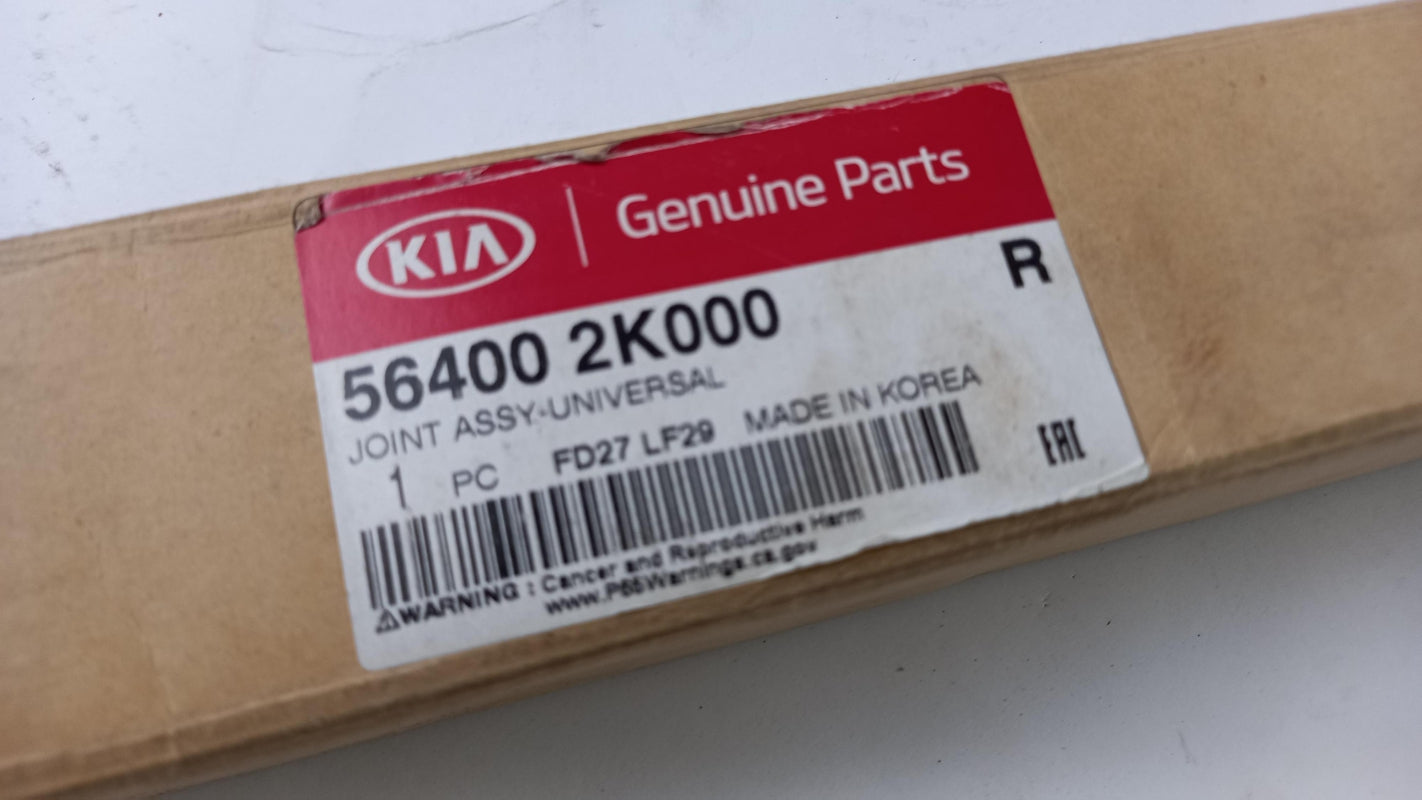 KIA Genuine Parts
56400 2K000 R
JOINT ASSY-UNIVERSAL
1 PC FD27 LF29 MADE IN KOREA
EAC
WARNING : Cancer and Reproductive Harm
www.P65Warnings.ca.gov